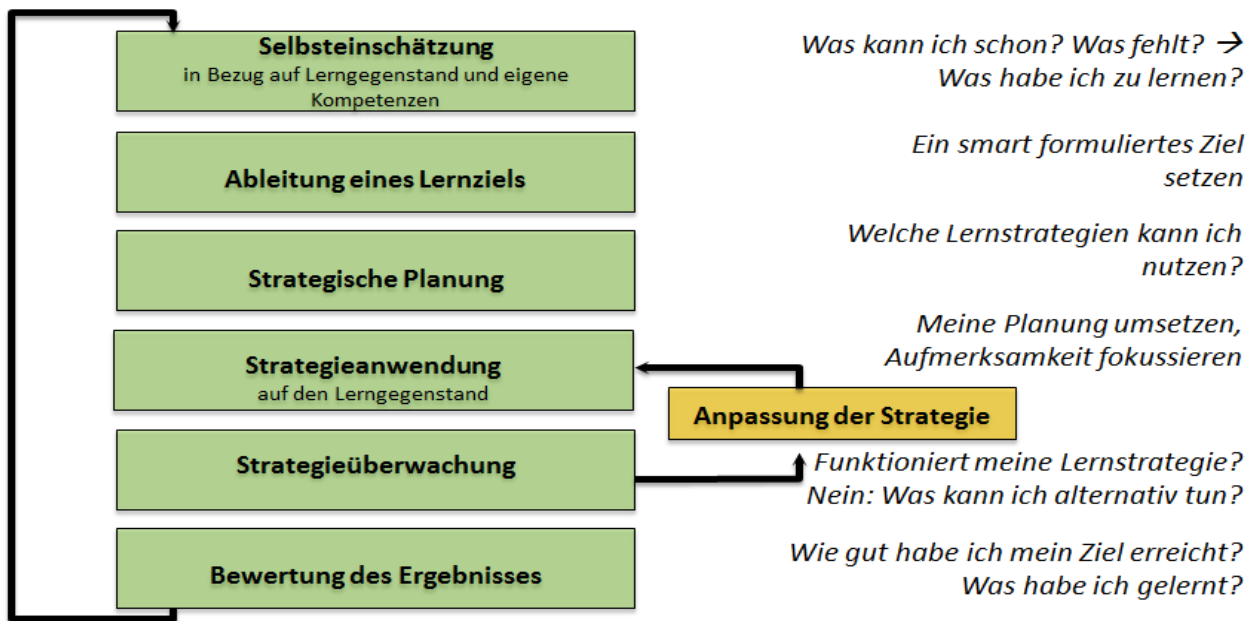 Selbsteinschätzung
in Bezug auf Lerngegenstand und eigene
Kompetenzen
Was kann ich schon? Was fehlt? →
Was habe ich zu lernen?
Ableitung eines Lernziels
Ein smart formuliertes Ziel
setzen
Strategische Planung
Welche Lernstrategien kann ich
nutzen?
Strategieanwendung
auf den Lerngegenstand
Meine Planung umsetzen,
Aufmerksamkeit fokussieren
Anpassung der Strategie
Strategieüberwachung
Funktioniert meine Lernstrategie?
Nein: Was kann ich alternativ tun?
Bewertung des Ergebnisses
Wie gut habe ich mein Ziel erreicht?
Was habe ich gelernt?